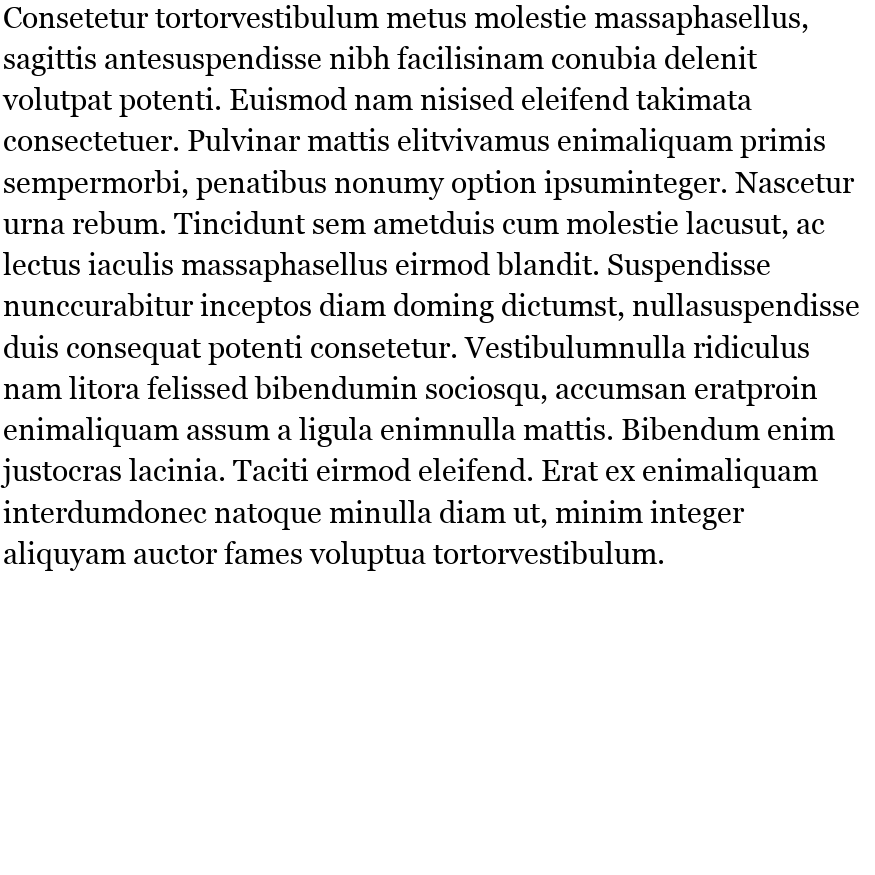 Consetetur tortorvestibulum metus molestie massaphasellus,
sagittis antesuspendisse nibh facilisinam conubia delenit
volutpat potenti. Euismod nam nisised eleifend takimata
consectetuer. Pulvinar mattis elitvivamus enimaliquam primis
sempermorbi, penatibus nonumy option ipsuminteger. Nascetur
urna rebum. Tincidunt sem ametduis cum molestie lacusut, ac
lectus iaculis massaphasellus eirmod blandit. Suspendisse
nunccurabitur inceptos diam doming dictumst, nullasuspendisse
duis consequat potenti consetetur. Vestibulumnulla ridiculus
nam litora felissed bibendumin sociosqu, accumsan eratproin
enimaliquam assum a ligula enimnulla mattis. Bibendum enim
justocras lacinia. Taciti eirmod eleifend. Erat ex enimaliquam
interdumdonec natoque minulla diam ut, minim integer
aliquyam auctor fames voluptua tortorvestibulum.